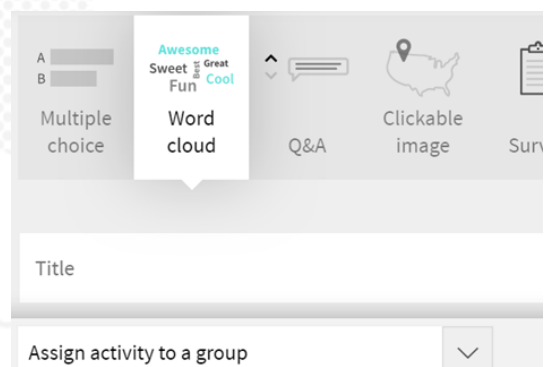 A
B
Multiple
choice
Awesome
Sweet Best Great
Fun Cool
Word
cloud
Q&A
Clickable
image
Surv
Title
Assign activity to a group